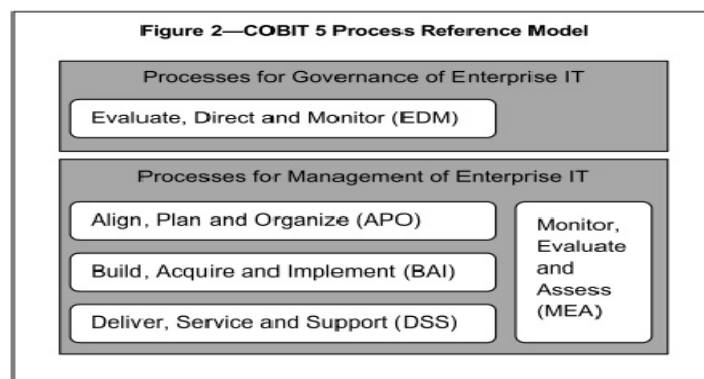 Figure 2—COBIT 5 Process Reference Model
Processes for Governance of Enterprise IT
Evaluate, Direct and Monitor (EDM)
Processes for Management of Enterprise IT
Align, Plan and Organize (APO)
Build, Acquire and Implement (BAI)
Deliver, Service and Support (DSS)
Monitor,
Evaluate
and
Assess
(MEA)